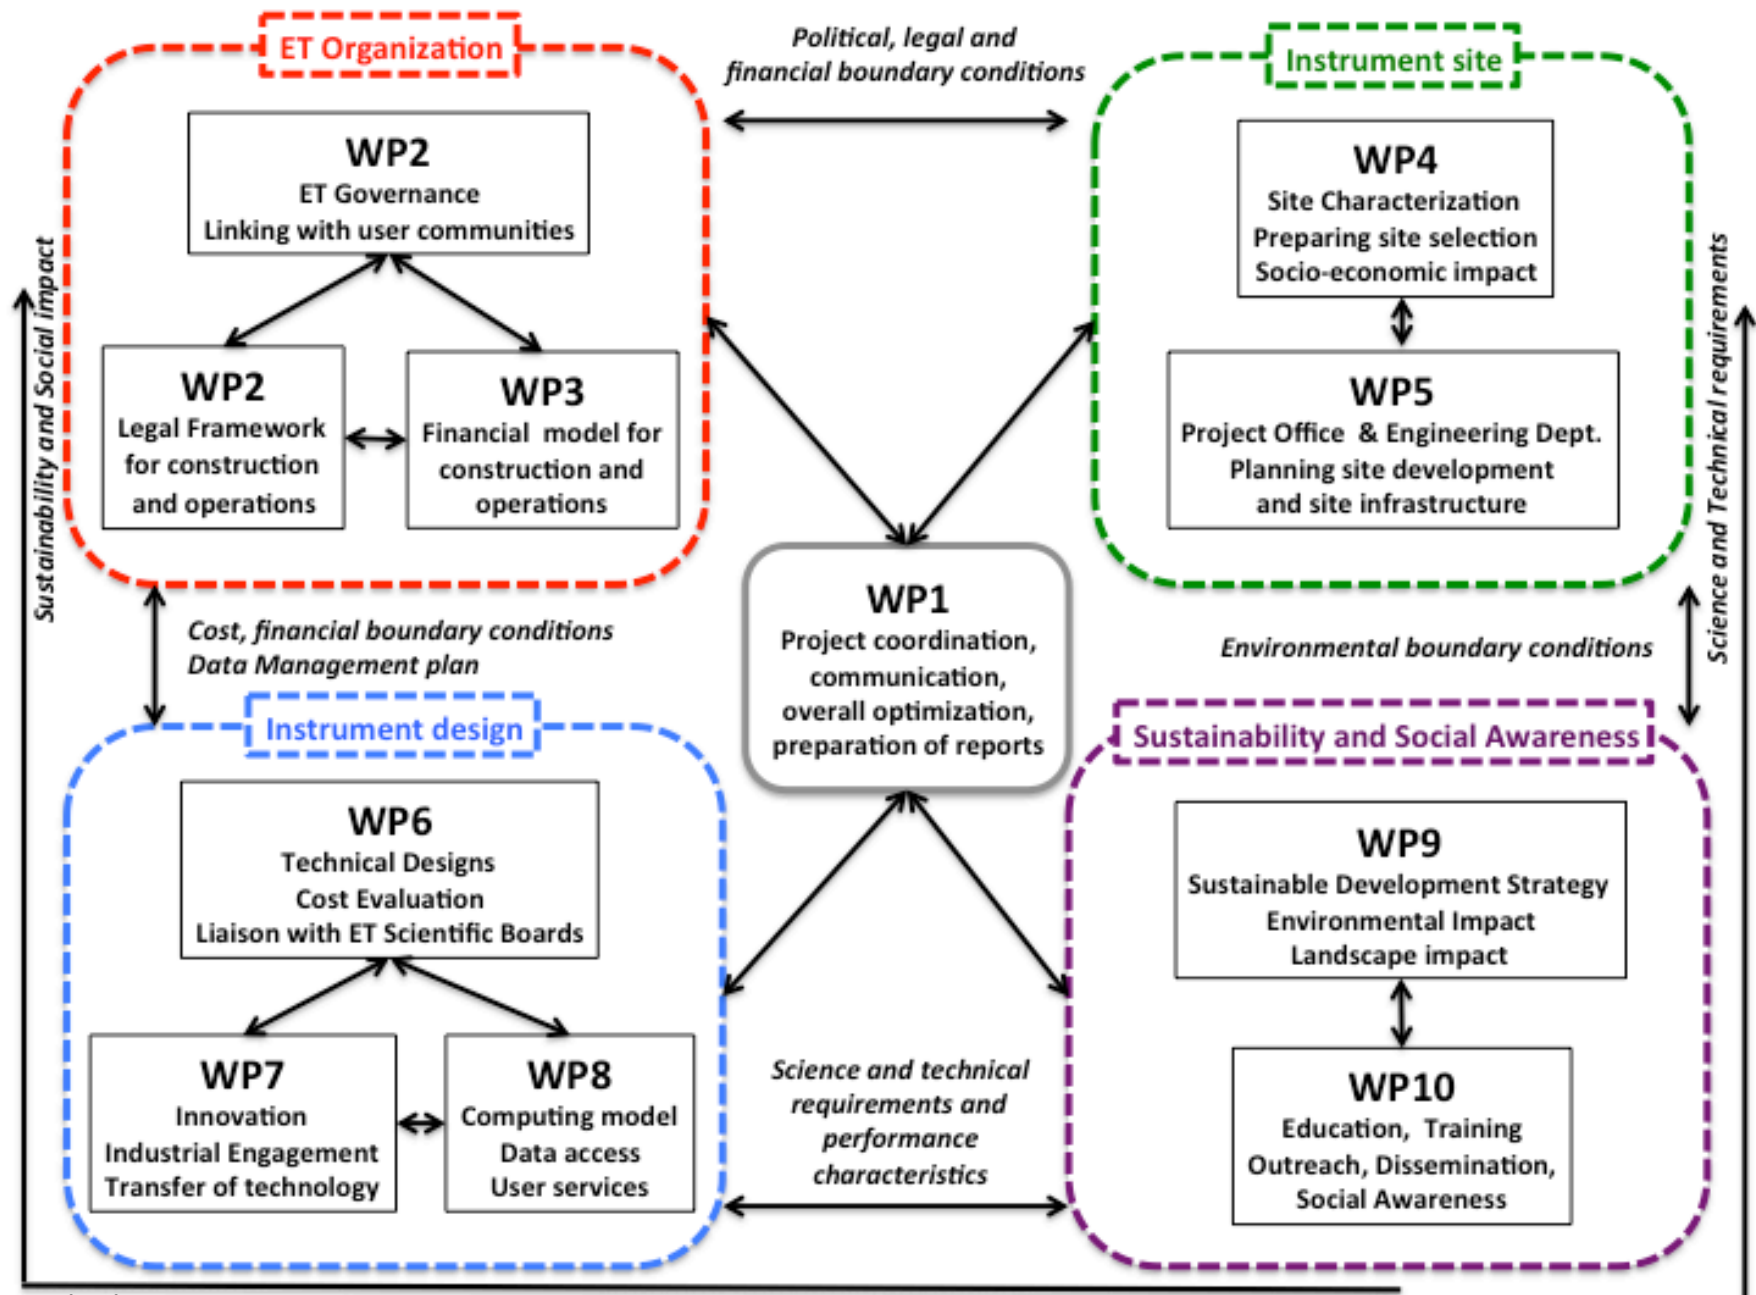 ET Organization
WP2
ET Governance
Linking with user communities
WP2
Legal Framework
for construction
and operations
WP3
Financial model for
construction and
operations
Political, legal and
financial boundary conditions
Instrument site
WP4
Site Characterization
Preparing site selection
Socio-economic impact
WP5
Project Office & Engineering Dept.
Planning site development
and site infrastructure
Sustainability and Social impact
Science and Technical requirements
Cost, financial boundary conditions
Data Management plan
WP1
Project coordination,
communication,
overall optimization,
preparation of reports
Environmental boundary conditions
Instrument design
WP6
Technical Designs
Cost Evaluation
Liaison with ET Scientific Boards
WP7
Innovation
Industrial Engagement
Transfer of technology
WP8
Computing model
Data access
User services
Science and technical
requirements and
performance
characteristics
Sustainability and Social Awareness
WP9
Sustainable Development Strategy
Environmental Impact
Landscape impact
WP10
Education, Training
Outreach, Dissemination,
Social Awareness